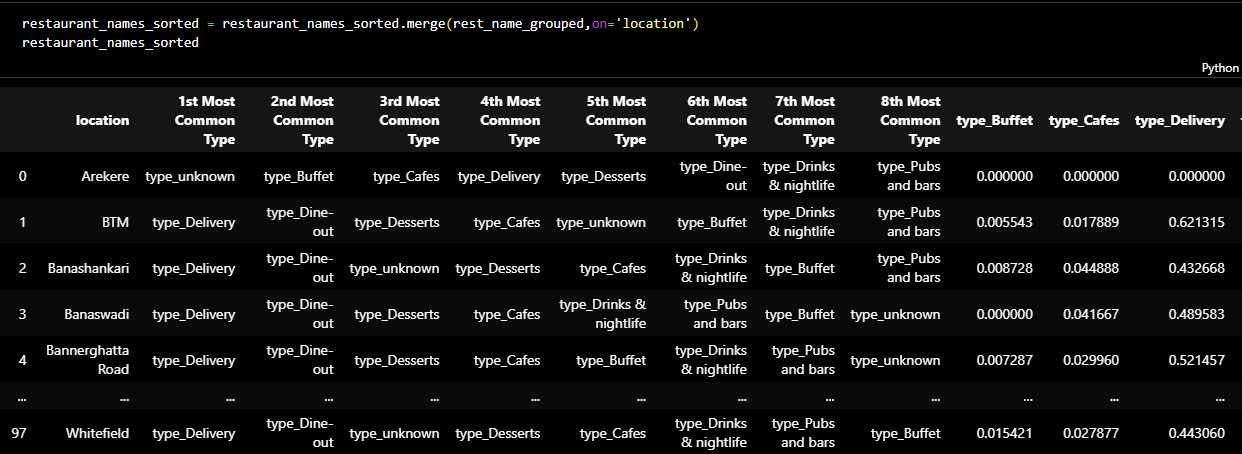 restaurant_names_sorted = restaurant_names_sorted.merge(rest_name_grouped,on='location')
restaurant_names_sorted
Python
location 1st Most Common Type 2nd Most Common Type 3rd Most Common Type 4th Most Common Type 5th Most Common Type 6th Most Common Type 7th Most Common Type 8th Most Common Type type_Buffet type_Cafes type_Delivery
0 Arekere type_unknown type_Buffet type_Cafes type_Delivery type_Desserts type_Dine-out type_Drinks & nightlife type_Pubs and bars 0.000000 0.000000 0.000000
1 BTM type_Delivery type_Dine-out type_Desserts type_Cafes type_unknown type_Buffet type_Drinks & nightlife type_Pubs and bars 0.005543 0.017889 0.621315
2 Banashankari type_Delivery type_Dine-out type_unknown type_Desserts type_Cafes type_Drinks & nightlife type_Buffet type_Pubs and bars 0.008728 0.044888 0.432668
3 Banaswadi type_Delivery type_Dine-out type_Desserts type_Cafes type_Drinks & nightlife type_Pubs and bars type_Buffet type_unknown 0.000000 0.041667 0.489583
4 Bannerghatta Road type_Delivery type_Dine-out type_Desserts type_Cafes type_Buffet type_Drinks & nightlife type_Pubs and bars type_unknown 0.007287 0.029960 0.521457
... ... ... ... ... ... ... ... ... ... ... ... ...
97 Whitefield type_Delivery type_Dine-out type_unknown type_Desserts type_Cafes type_Drinks & nightlife type_Pubs and bars type_Buffet 0.015421 0.027877 0.443060